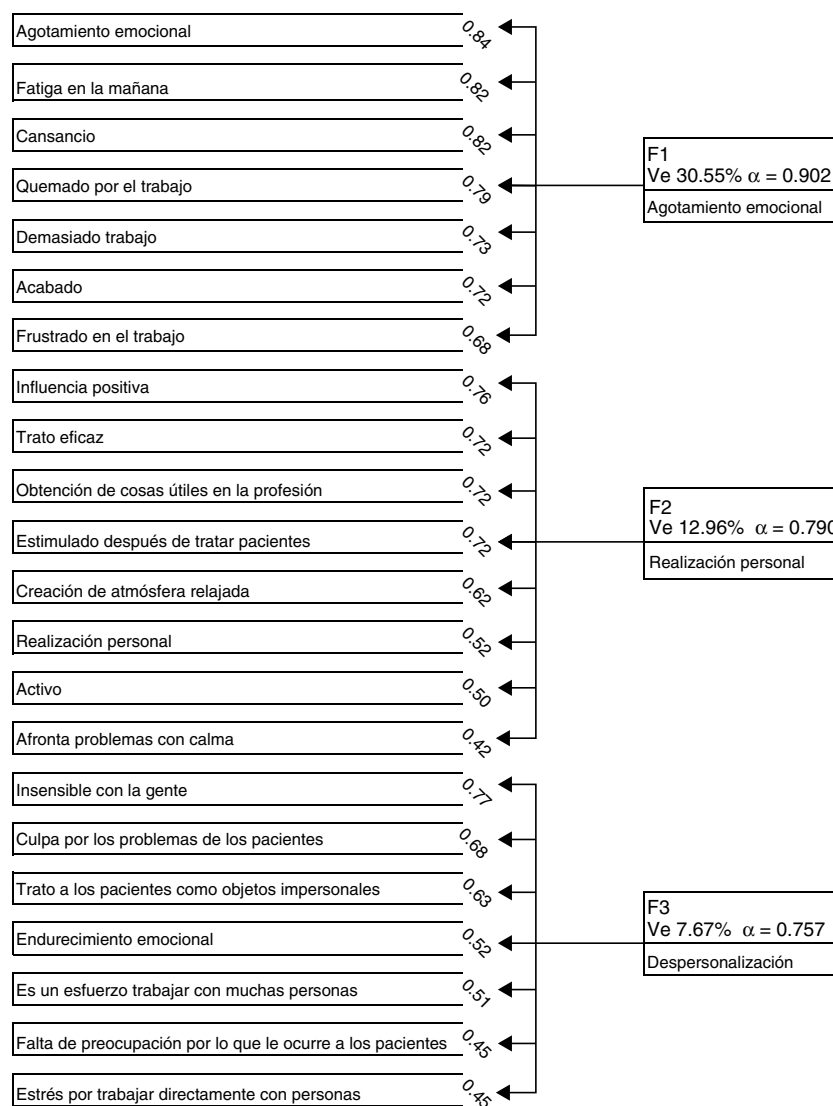 Agotamiento emocional 0.84
Fatiga en la mañana 0.82
Cansancio 0.82
Quemado por el trabajo 0.79
Demasiado trabajo 0.73
Acabado 0.72
Frustrado en el trabajo 0.68
F1
Ve 30.55% α = 0.902
Agotamiento emocional
Influencia positiva 0.76
Trato eficaz 0.72
Obtención de cosas útiles en la profesión 0.72
Estimulado después de tratar pacientes 0.72
Creación de atmósfera relajada 0.62
Realización personal 0.52
Activo 0.50
Afronta problemas con calma 0.42
F2
Ve 12.96% α = 0.790
Realización personal
Insensible con la gente 0.77
Culpa por los problemas de los pacientes 0.68
Trato a los pacientes como objetos impersonales 0.63
Endurecimiento emocional 0.52
Es un esfuerzo trabajar con muchas personas 0.51
Falta de preocupación por lo que le ocurre a los pacientes 0.45
Estrés por trabajar directamente con personas 0.45
F3
Ve 7.67% α = 0.757
Despersonalización